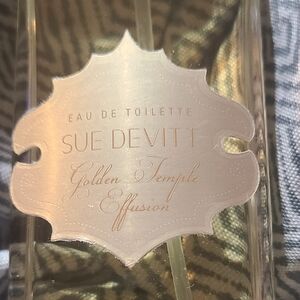 EAU DE TOILETTE
SUE DEVITT
Golden Temple
Effusion